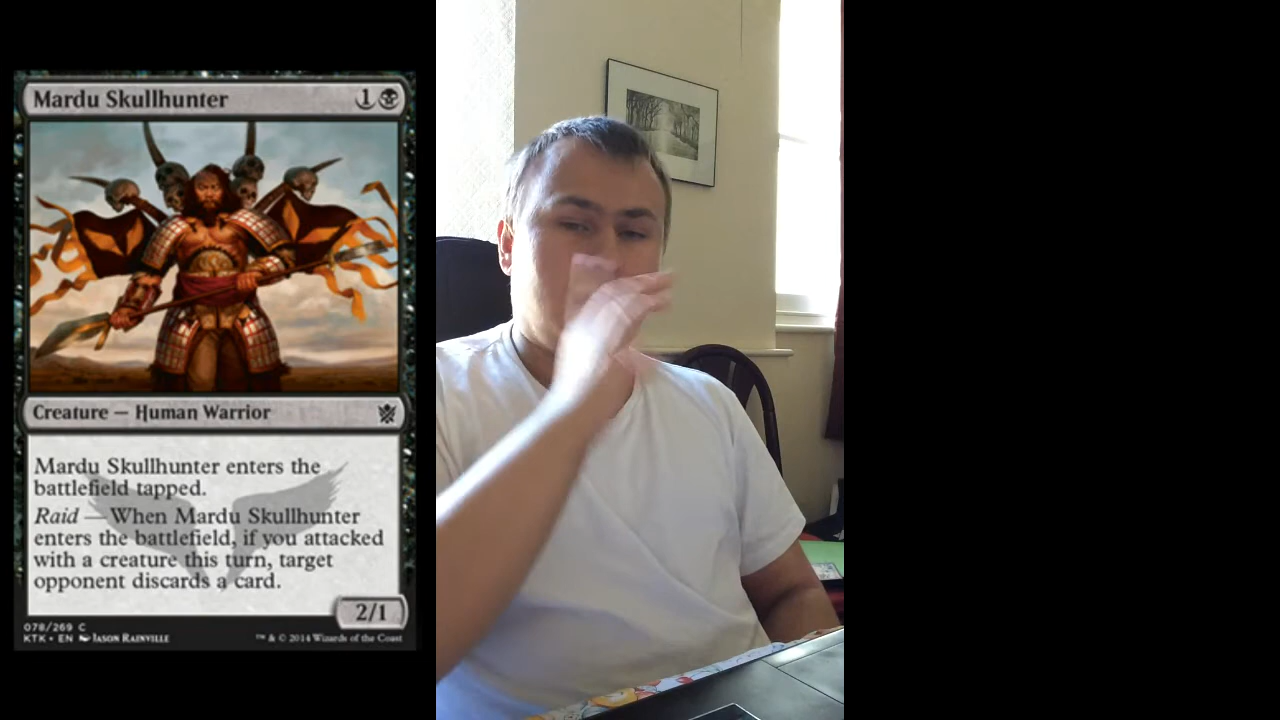 Mardu Skullhunter 1
Creature — Human Warrior
Mardu Skullhunter enters the
battlefield tapped.
Raid — When Mardu Skullhunter
enters the battlefield, if you attacked
with a creature this turn, target
opponent discards a card.
2/1
078/269 C
KTK • EN JASON RAINVILLE
™ & © 2014 Wizards of the Coast